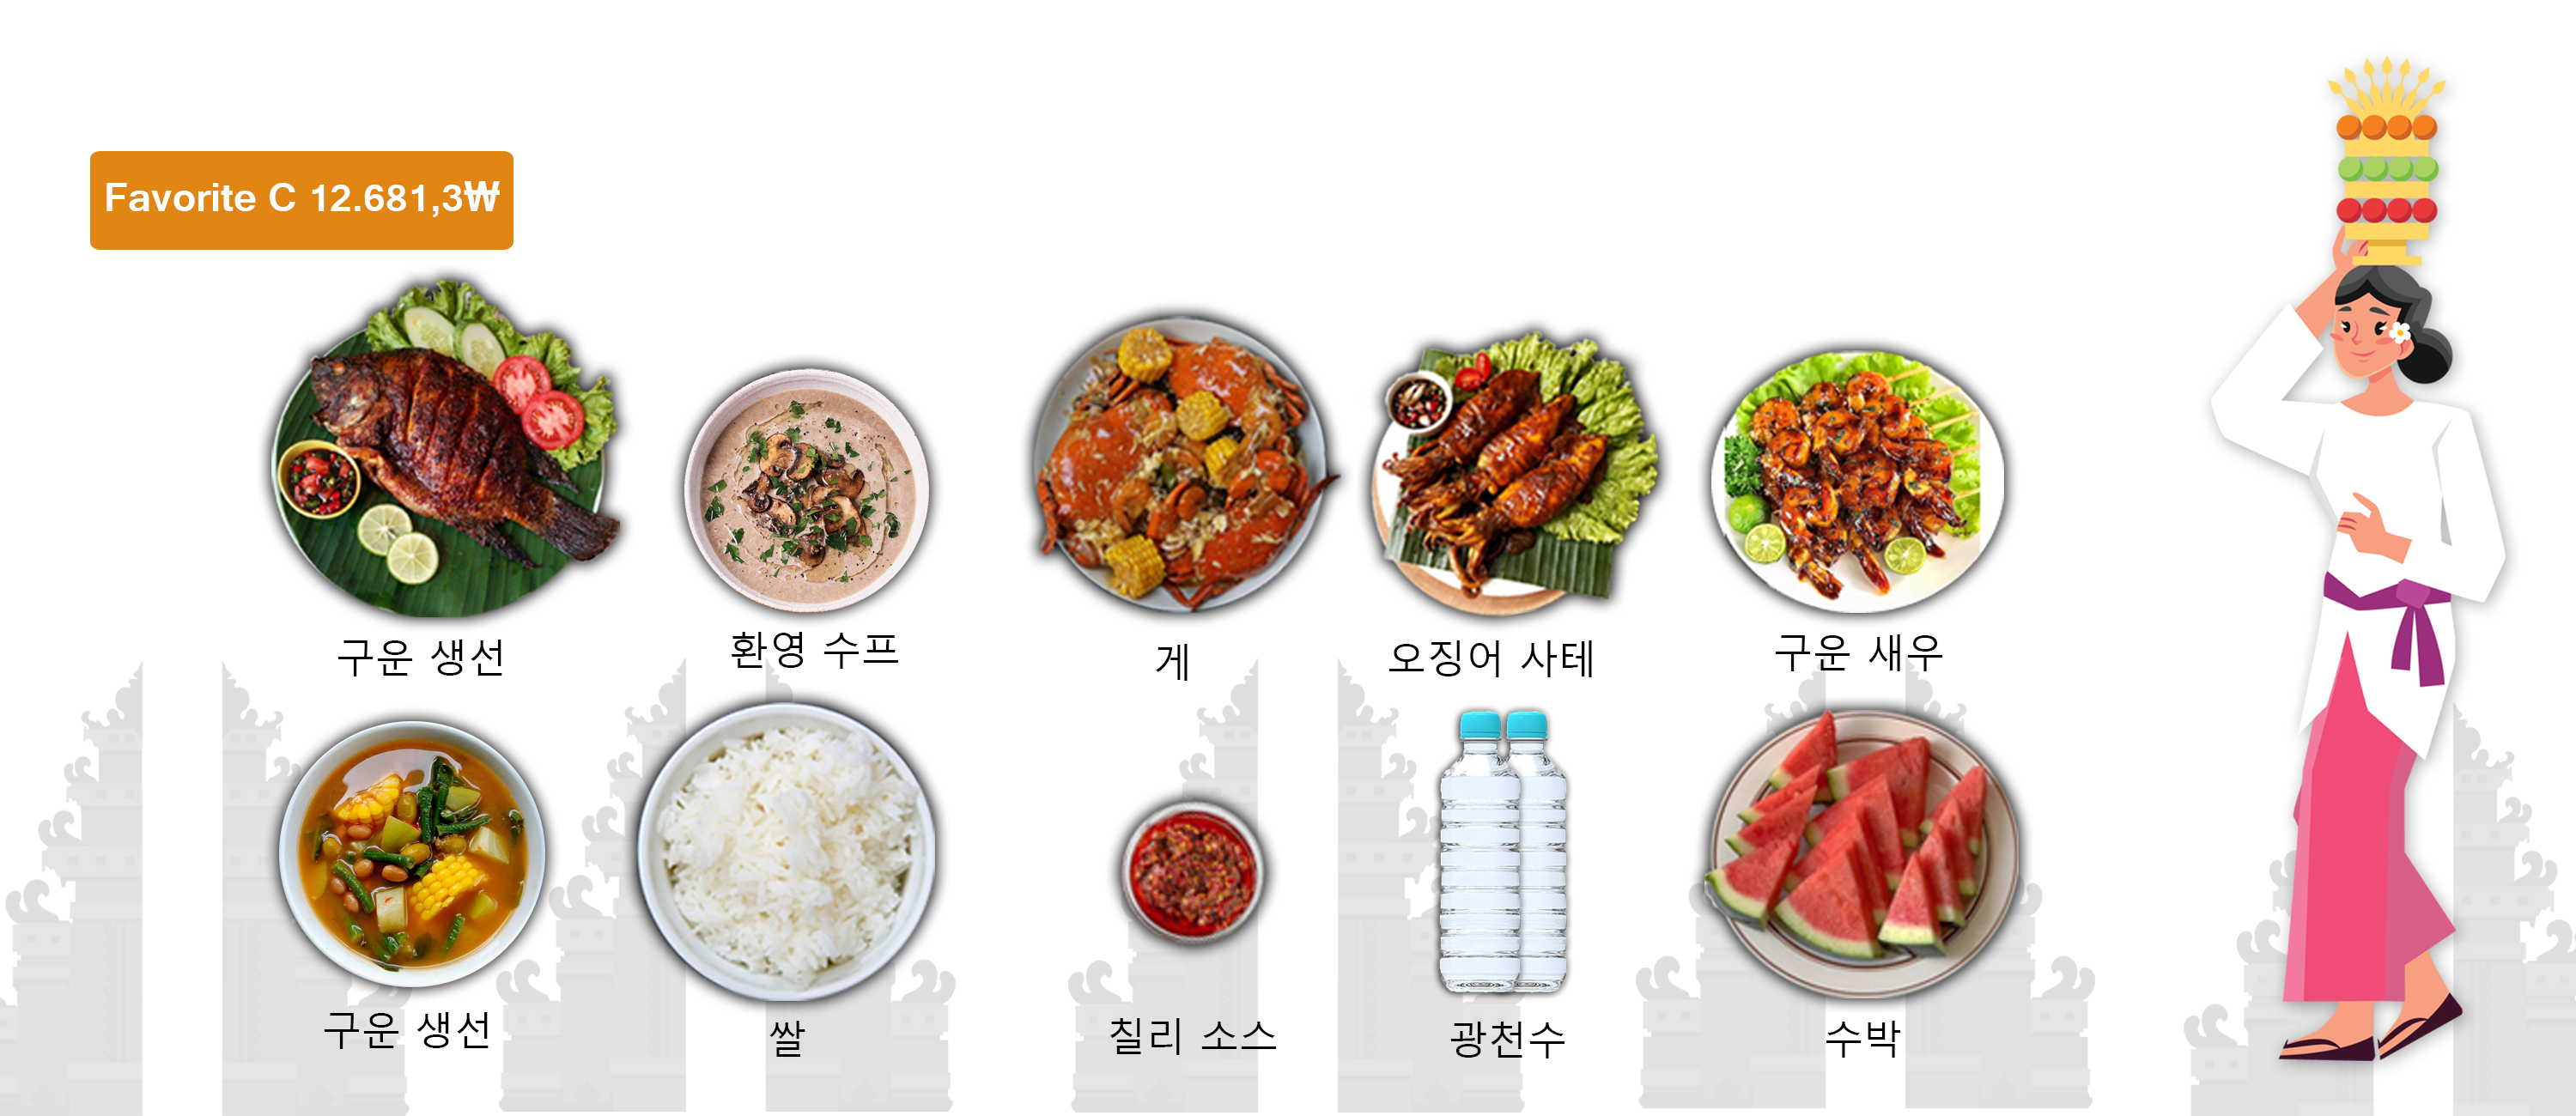 Favorite C 12.681,3₩
구운 생선
환영 수프
게
오징어 사테
구운 새우
구운 생선
쌀
칠리 소스
광천수
수박